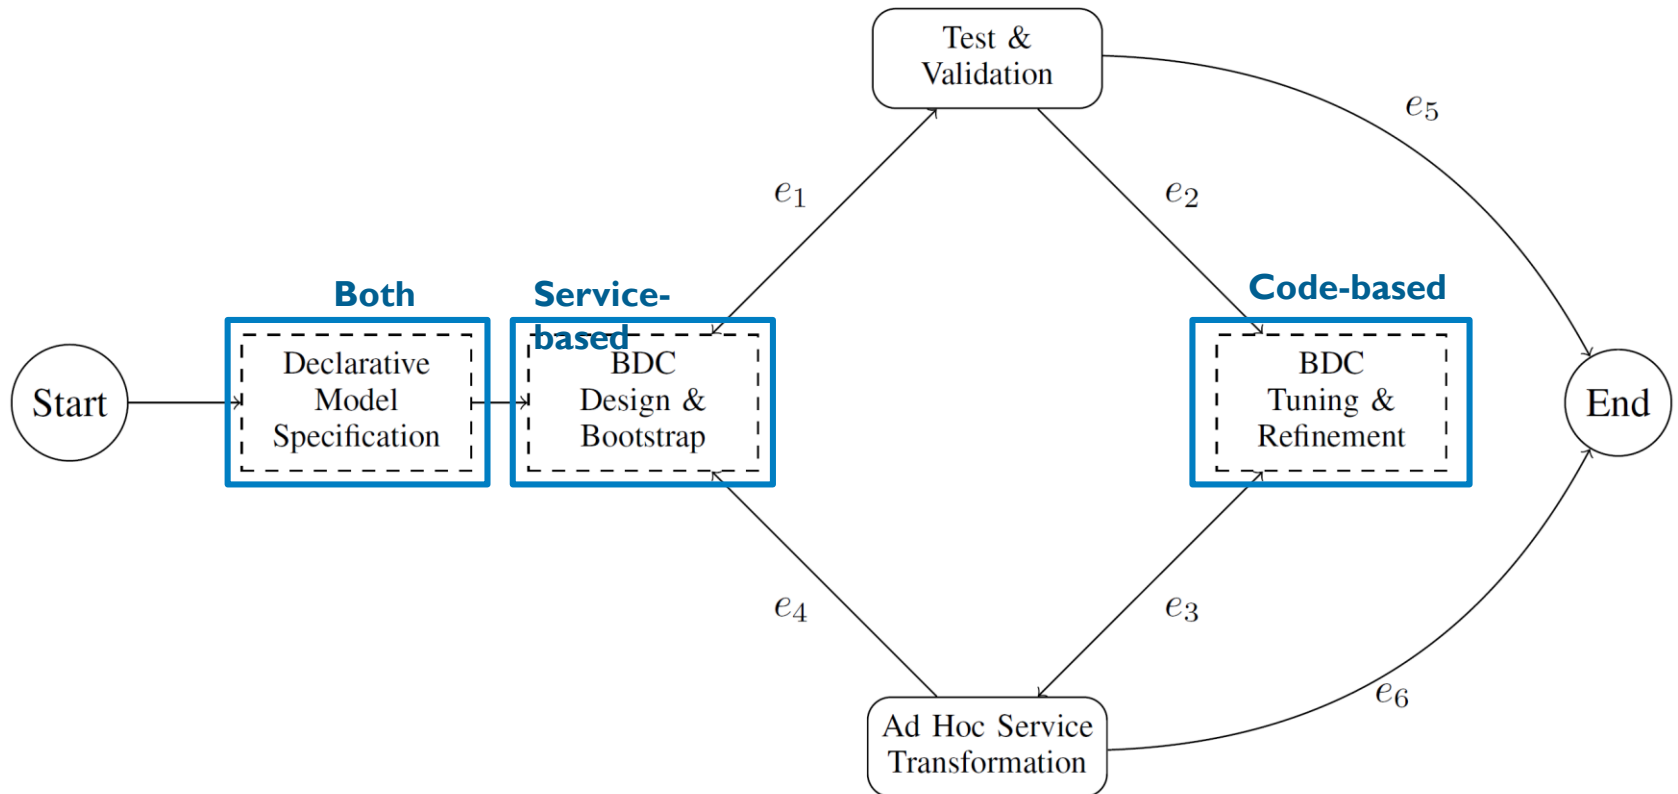 Test &
Validation
e5
e1
e2
Both
Service-
based
Code-based
Start
Declarative
Model
Specification
BDC
Design &
Bootstrap
BDC
Tuning &
Refinement
End
e4
e3
e6
Ad Hoc Service
Transformation